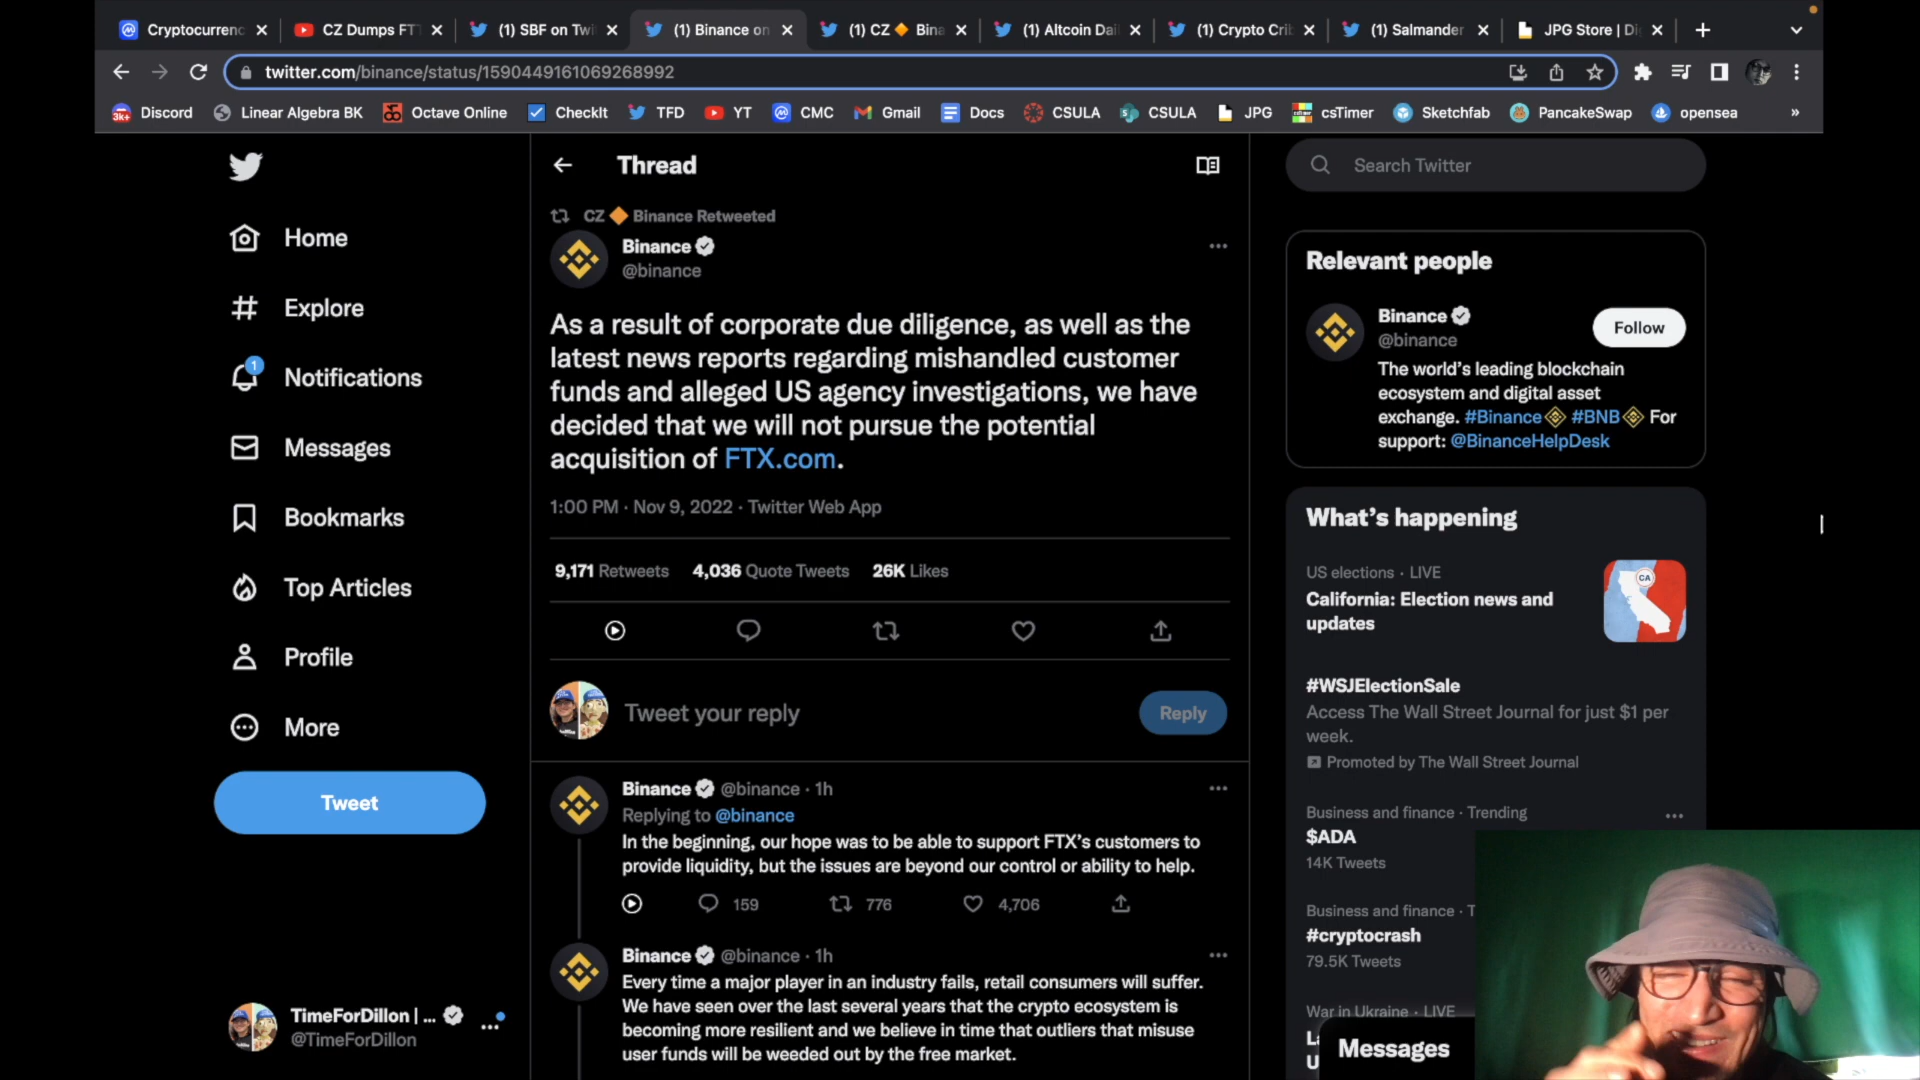 Cryptocurrenc
CZ Dumps FT
(1) SBF on Twi
(1) Binance on
(1) CZ 🔶 Bina
(1) Altcoin Dai
(1) Crypto Crib
(1) Salmander
JPG Store | Di
twitter.com/binance/status/1590449161069268992
3k+
Discord
Linear Algebra BK
Octave Online
CheckIt
TFD
YT
CMC
Gmail
Docs
CSULA
CSULA
JPG
csTimer
Sketchfab
PancakeSwap
opensea
»
Home
Explore
1
Notifications
Messages
Bookmarks
Top Articles
Profile
More
Tweet
TimeForDillon | ...
@TimeForDillon
Thread
CZ 🔶 Binance Retweeted
Binance
@binance
As a result of corporate due diligence, as well as the
latest news reports regarding mishandled customer
funds and alleged US agency investigations, we have
decided that we will not pursue the potential
acquisition of FTX.com.
1:00 PM · Nov 9, 2022 · Twitter Web App
9,171 Retweets 4,036 Quote Tweets 26K Likes
Tweet your reply
Reply
Binance @binance · 1h
Replying to @binance
In the beginning, our hope was to be able to support FTX's customers to
provide liquidity, but the issues are beyond our control or ability to help.
159 776 4,706
Binance @binance · 1h
Every time a major player in an industry fails, retail consumers will suffer.
We have seen over the last several years that the crypto ecosystem is
becoming more resilient and we believe in time that outliers that misuse
user funds will be weeded out by the free market.
Search Twitter
Relevant people
Binance
@binance
Follow
The world's leading blockchain
ecosystem and digital asset
exchange. #Binance #BNB For
support: @BinanceHelpDesk
What's happening
US elections · LIVE
California: Election news and
updates
CA
#WSJElectionSale
Access The Wall Street Journal for just $1 per
week.
Promoted by The Wall Street Journal
Business and finance · Trending
$ADA
14K Tweets
Business and finance · T
#cryptocrash
79.5K Tweets
War in Ukraine · LIVE
Messages